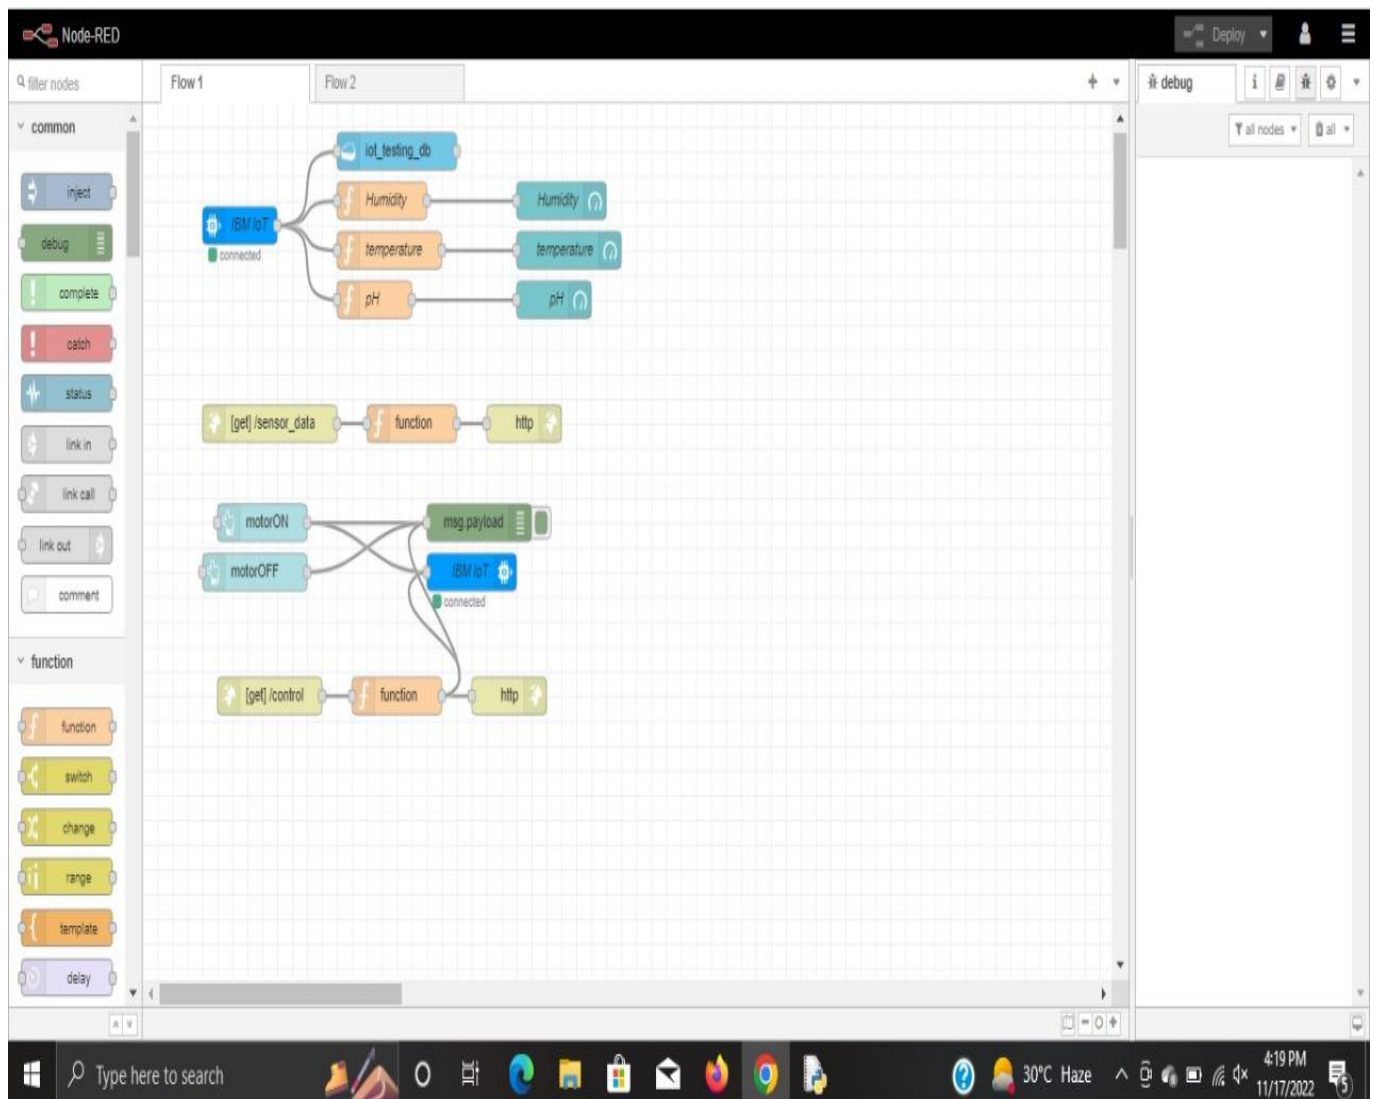 Node-RED
Deploy
filter nodes
Flow 1
Flow 2
debug
i
all nodes
all
common
inject
debug
complete
catch
status
link in
link call
link out
comment
function
function
switch
change
range
template
delay
iot_testing_db
Humidity
Humidity
IBM IoT
connected
temperature
temperature
pH
pH
[get] /sensor_data
function
http
motorON
msg.payload
motorOFF
IBM IoT
connected
[get] /control
function
http
Type here to search
30°C Haze
4:19 PM
11/17/2022
5